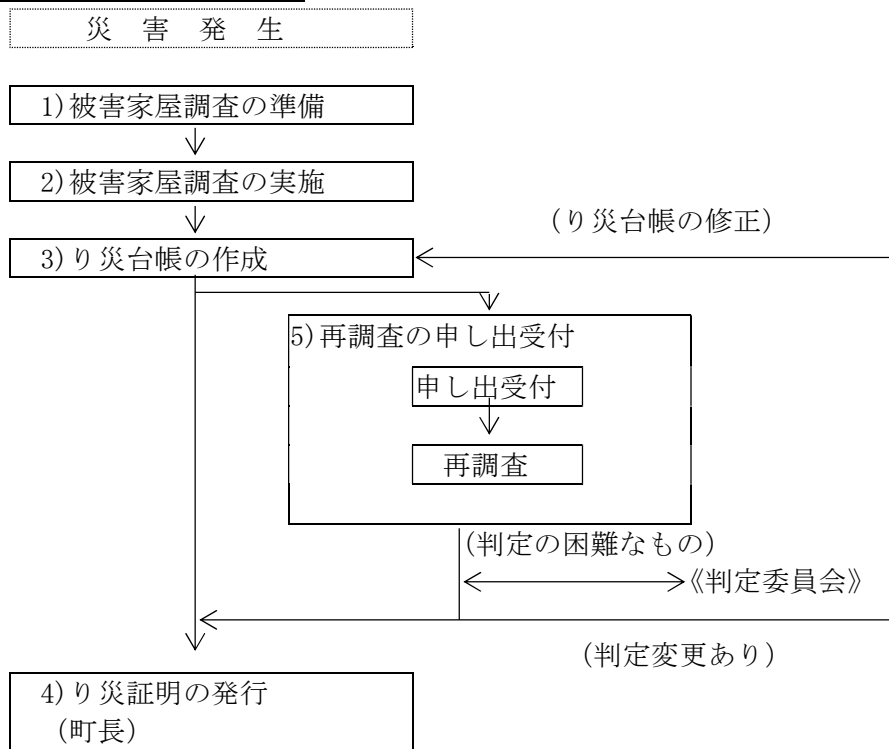 災 害 発 生
1)被害家屋調査の準備
2)被害家屋調査の実施
(り災台帳の修正)
3)り災台帳の作成
5)再調査の申し出受付
申し出受付
再調査
(判定の困難なもの)
《判定委員会》
(判定変更あり)
4)り災証明の発行
(町長)